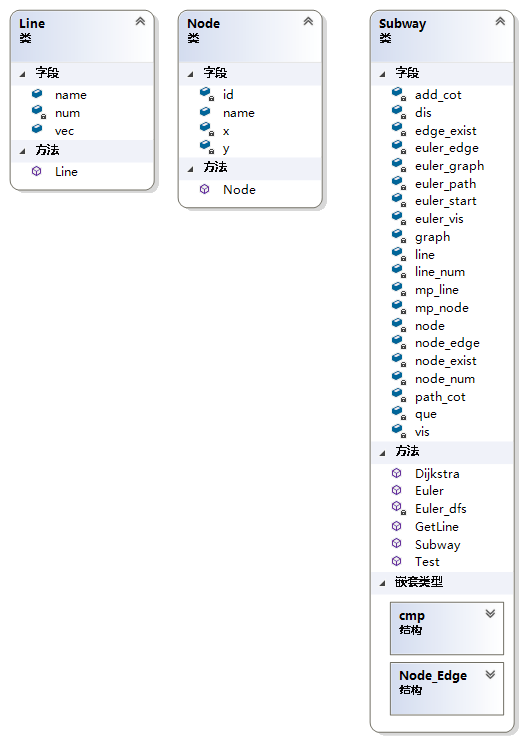 Line
类
字段
name
num
vec
方法
Line
Node
类
字段
id
name
x
y
方法
Node
Subway
类
字段
add_cot
dis
edge_exist
euler_edge
euler_graph
euler_path
euler_start
euler_vis
graph
line
line_num
mp_line
mp_node
node
node_edge
node_exist
node_num
path_cot
que
vis
方法
Dijkstra
Euler
Euler_dfs
GetLine
Subway
Test
嵌套类型
cmp
结构
Node_Edge
结构